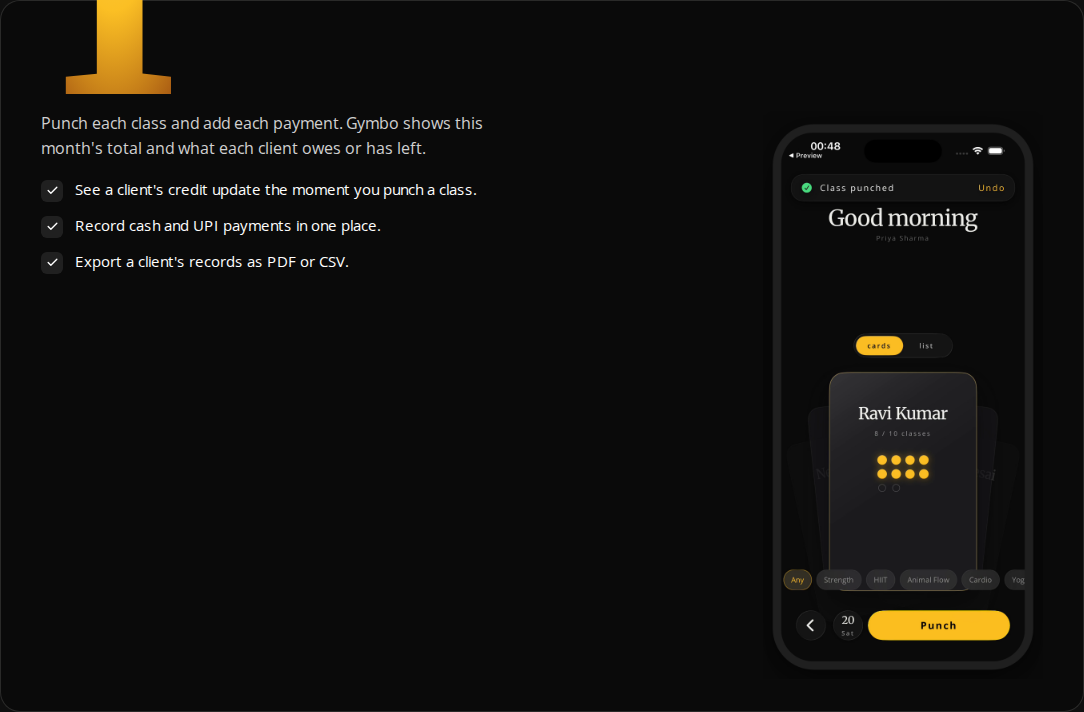 1
Punch each class and add each payment. Gymbo shows this
month's total and what each client owes or has left.
See a client's credit update the moment you punch a class.
Record cash and UPI payments in one place.
Export a client's records as PDF or CSV.
00:48
Preview
Class punched Undo
Good morning
Priya Sharma
cards list
Ravi Kumar
8 / 10 classes
Any Strength HIIT Animal Flow Cardio Yog
20
Sat
Punch